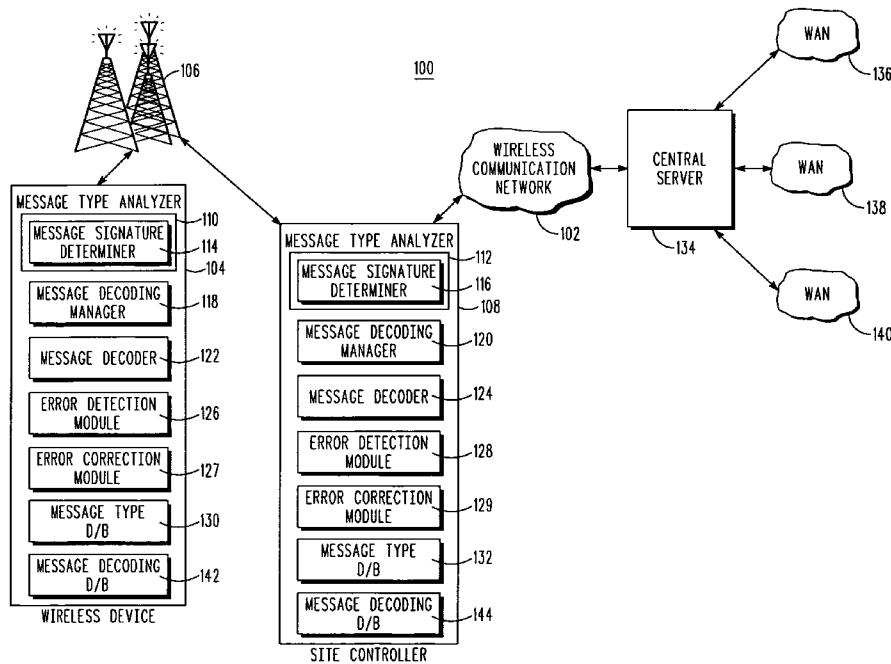 100
106
WAN
136
WIRELESS
COMMUNICATION
NETWORK
102
CENTRAL
SERVER
134
WAN
138
WAN
140
MESSAGE TYPE ANALYZER
110
MESSAGE SIGNATURE
DETERMINER
114
104
MESSAGE DECODING
MANAGER
118
MESSAGE DECODER
122
ERROR DETECTION
MODULE
126
ERROR CORRECTION
MODULE
127
MESSAGE TYPE
D/B
130
MESSAGE DECODING
D/B
142
WIRELESS DEVICE
MESSAGE TYPE ANALYZER
112
MESSAGE SIGNATURE
DETERMINER
116
108
MESSAGE DECODING
MANAGER
120
MESSAGE DECODER
124
ERROR DETECTION
MODULE
128
ERROR CORRECTION
MODULE
129
MESSAGE TYPE
D/B
132
MESSAGE DECODING
D/B
144
SITE CONTROLLER